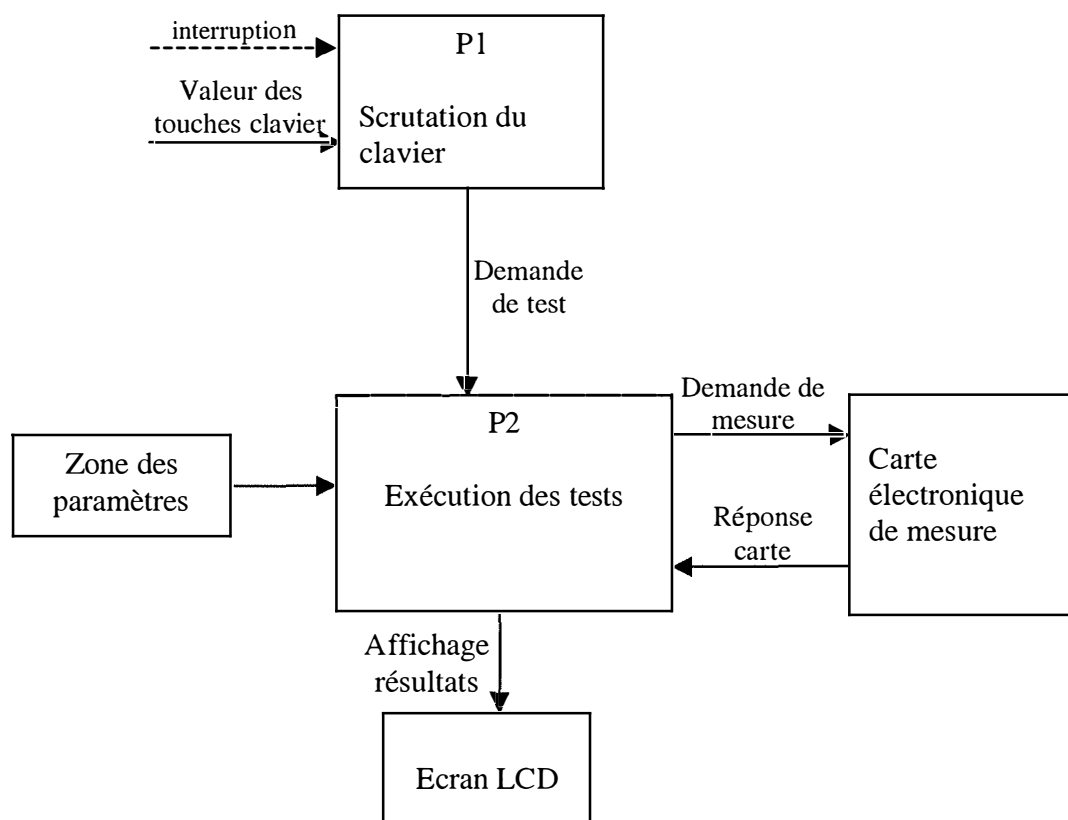 interruption
P1
Valeur des
touches clavier
Scrutation du
clavier
Demande
de test
Demande de
mesure
P2
Zone des
paramètres
Exécution des tests
Carte
électronique
de mesure
Réponse
carte
Affichage
résultats
Ecran LCD